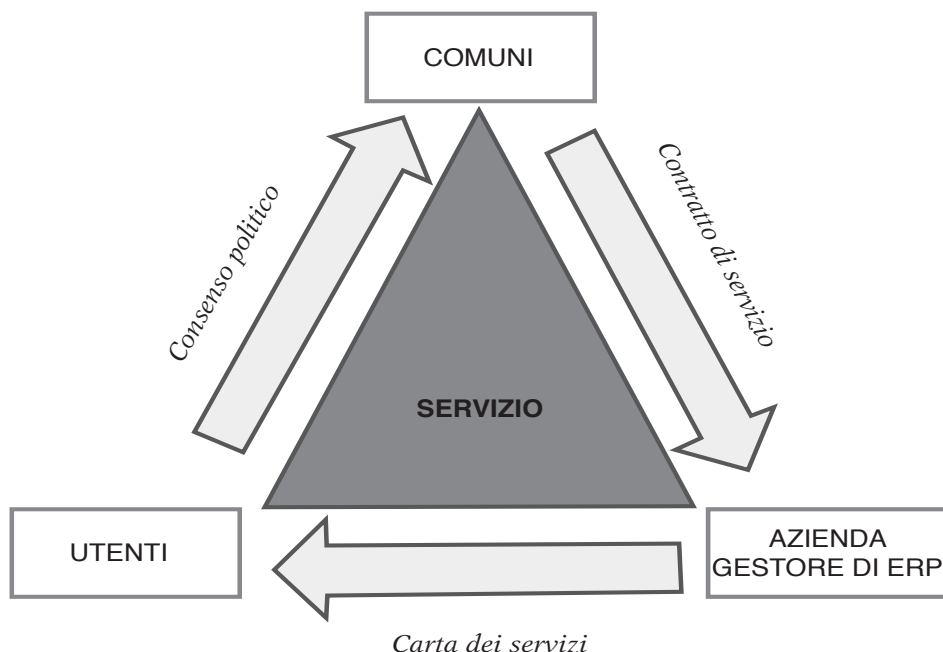 COMUNI
Consenso politico
Contratto di servizio
SERVIZIO
UTENTI
AZIENDA
GESTORE DI ERP
Carta dei servizi